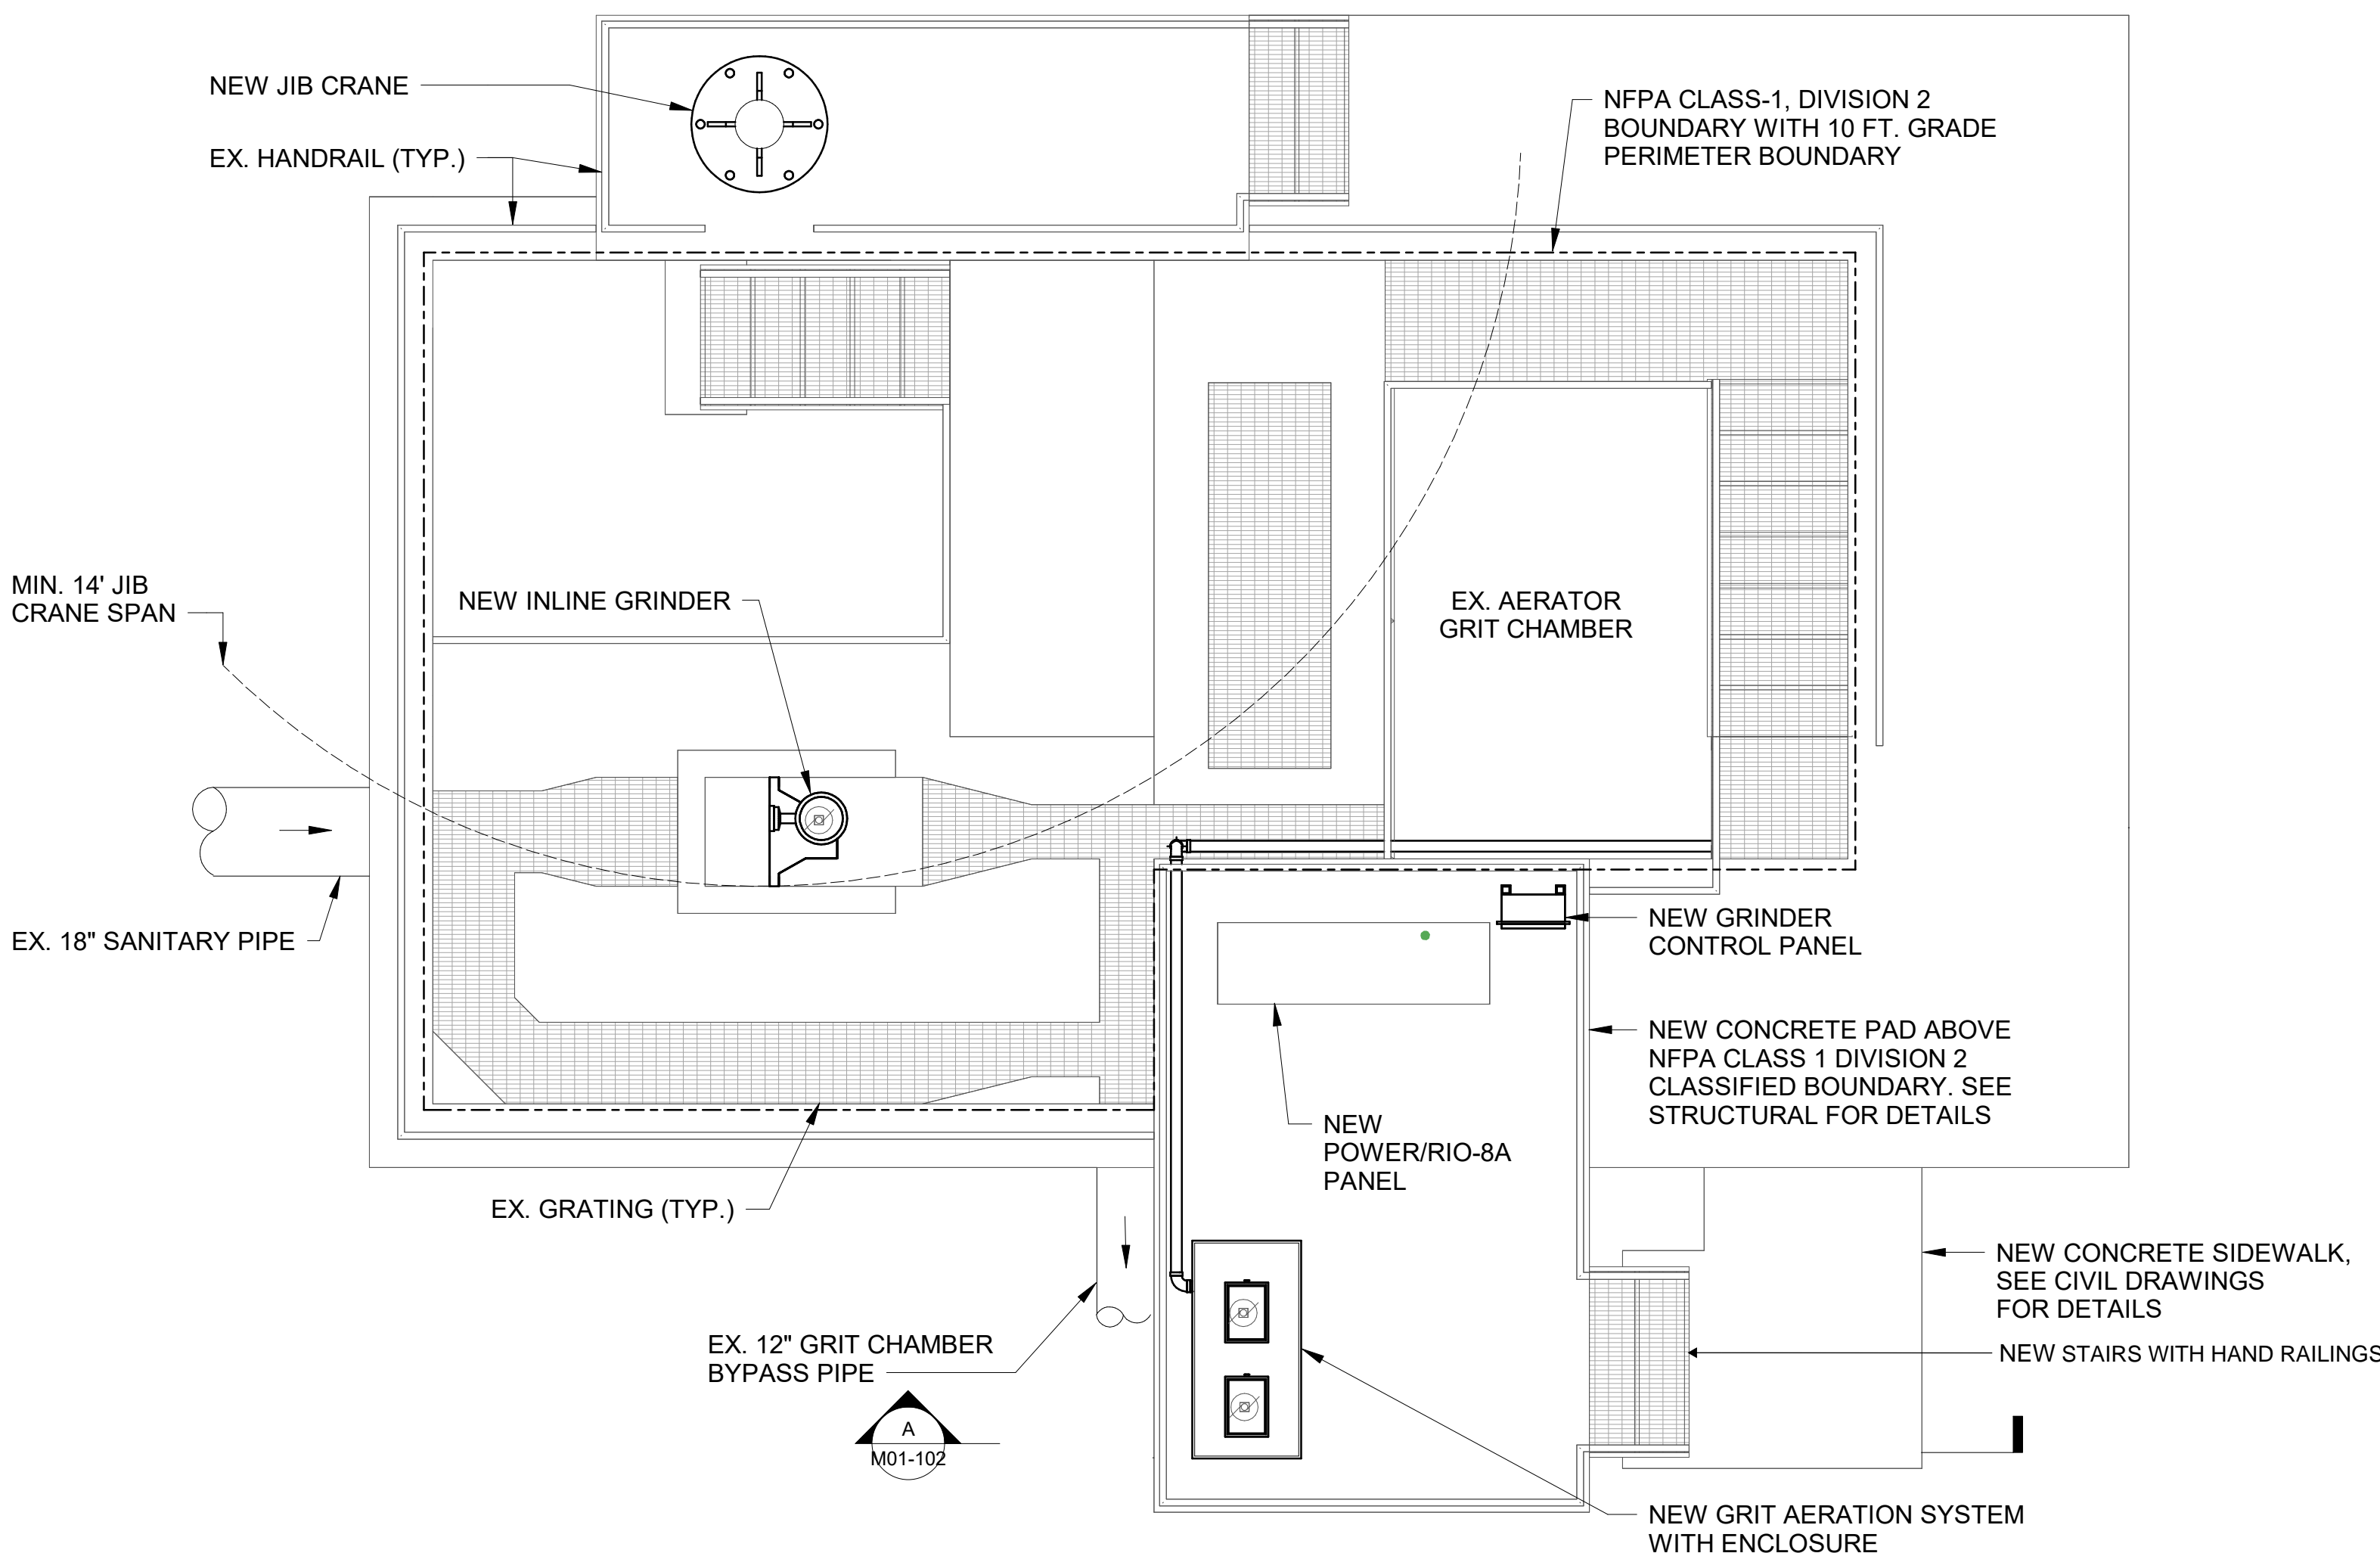 NEW JIB CRANE
EX. HANDRAIL (TYP.)
NFPA CLASS-1, DIVISION 2
BOUNDARY WITH 10 FT. GRADE
PERIMETER BOUNDARY
MIN. 14' JIB
CRANE SPAN
NEW INLINE GRINDER
EX. AERATOR
GRIT CHAMBER
EX. 18" SANITARY PIPE
NEW GRINDER
CONTROL PANEL
NEW CONCRETE PAD ABOVE
NFPA CLASS 1 DIVISION 2
CLASSIFIED BOUNDARY. SEE
STRUCTURAL FOR DETAILS
NEW
POWER/RIO-8A
PANEL
EX. GRATING (TYP.)
NEW CONCRETE SIDEWALK,
SEE CIVIL DRAWINGS
FOR DETAILS
EX. 12" GRIT CHAMBER
BYPASS PIPE
NEW STAIRS WITH HAND RAILINGS
A
M01-102
NEW GRIT AERATION SYSTEM
WITH ENCLOSURE